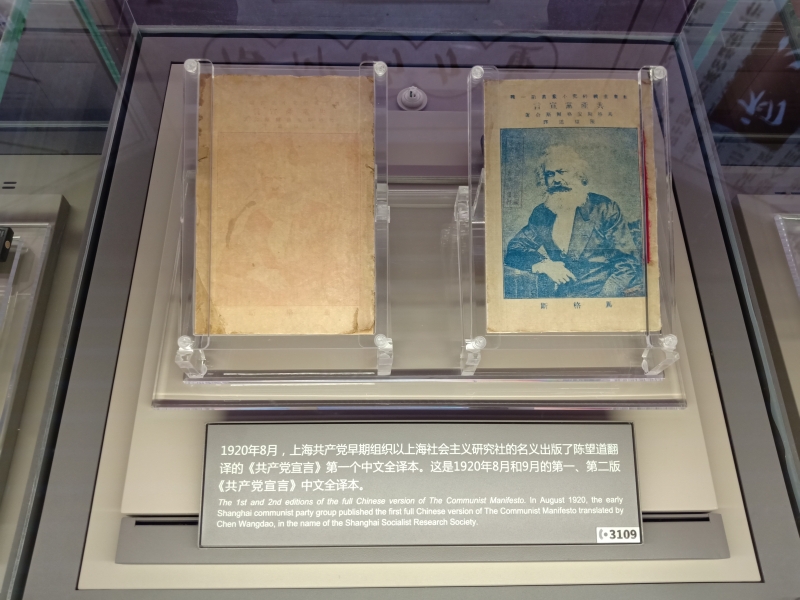 馬格斯
1920年8月，上海共产党早期组织以上海社会主义研究社的名义出版了陈望道翻
译的《共产党宣言》第一个中文全译本。这是1920年8月和9月的第一、第二版
《共产党宣言》中文全译本。
The 1st and 2nd editions of the full Chinese version of The Communist Manifesto. In August 1920, the early
Shanghai communist party group published the first full Chinese version of The Communist Manifesto translated by
Chen Wangdao, in the name of the Shanghai Socialist Research Society.
3109